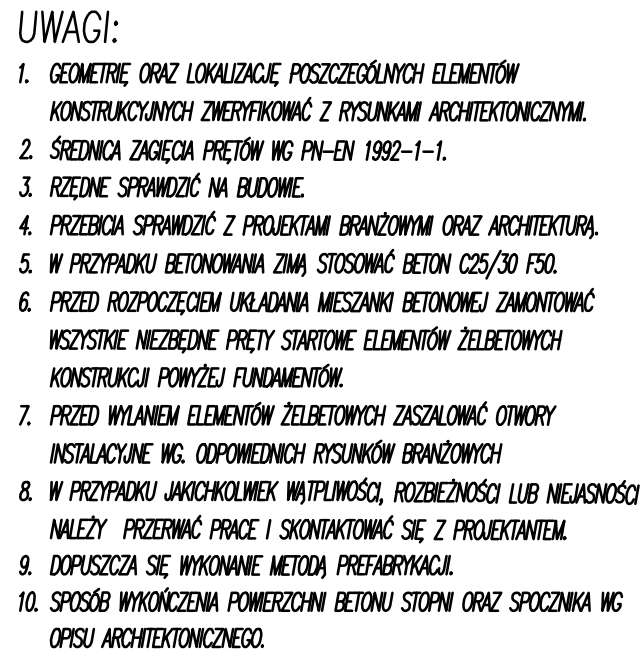 UWAGI:
1. GEOMETRIĘ ORAZ LOKALIZACJĘ POSZCZEGÓLNYCH ELEMENTÓW
KONSTRUKCYJNYCH ZWERYFIKOWAĆ Z RYSUNKAMI ARCHITEKTONICZNYMI.
2. ŚREDNICA ZAGIĘCIA PRĘTÓW WG PN-EN 1992-1-1.
3. RZĘDNE SPRAWDZIĆ NA BUDOWIE.
4. PRZEBICIA SPRAWDZIĆ Z PROJEKTAMI BRANŻOWYMI ORAZ ARCHITEKTURĄ.
5. W PRZYPADKU BETONOWANIA ZIMĄ STOSOWAĆ BETON C25/30 F50.
6. PRZED ROZPOCZĘCIEM UKŁADANIA MIESZANKI BETONOWEJ ZAMONTOWAĆ
WSZYSTKIE NIEZBĘDNE PRĘTY STARTOWE ELEMENTÓW ŻELBETOWYCH
KONSTRUKCJI POWYŻEJ FUNDAMENTÓW.
7. PRZED WYLANIEM ELEMENTÓW ŻELBETOWYCH ZASZALOWAĆ OTWORY
INSTALACYJNE WG. ODPOWIEDNICH RYSUNKÓW BRANŻOWYCH
8. W PRZYPADKU JAKICHKOLWIEK WĄTPLIWOŚCI, ROZBIEŻNOŚCI LUB NIEJASNOŚCI
NALEŻY PRZERWAĆ PRACE I SKONTAKTOWAĆ SIĘ Z PROJEKTANTEM.
9. DOPUSZCZA SIĘ WYKONANIE METODĄ PREFABRYKACJI.
10. SPOSÓB WYKOŃCZENIA POWIERZCHNI BETONU STOPNI ORAZ SPOCZNIKA WG
OPISU ARCHITEKTONICZNEGO.